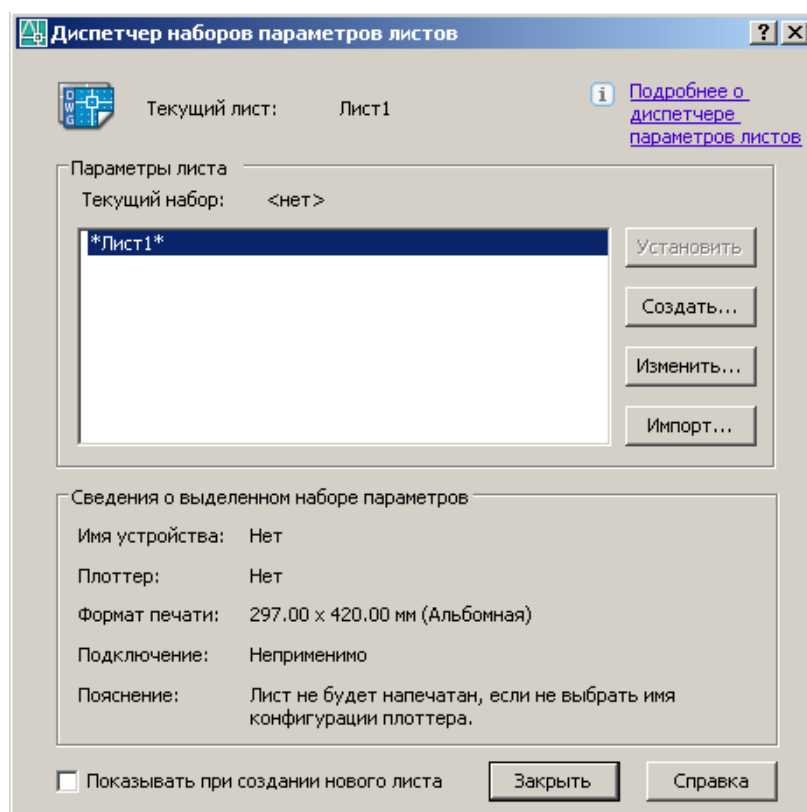 Диспетчер наборов параметров листов
DWG
Текущий лист: Лист1
Подробнее о
диспетчере
параметров листов
Параметры листа
Текущий набор: <нет>
*Лист1*
Установить
Создать...
Изменить...
Импорт...
Сведения о выделенном наборе параметров
Имя устройства: Нет
Плоттер: Нет
Формат печати: 297.00 x 420.00 мм (Альбомная)
Подключение: Неприменимо
Пояснение: Лист не будет напечатан, если не выбрать имя
конфигурации плоттера.
Показывать при создании нового листа
Закрыть
Справка